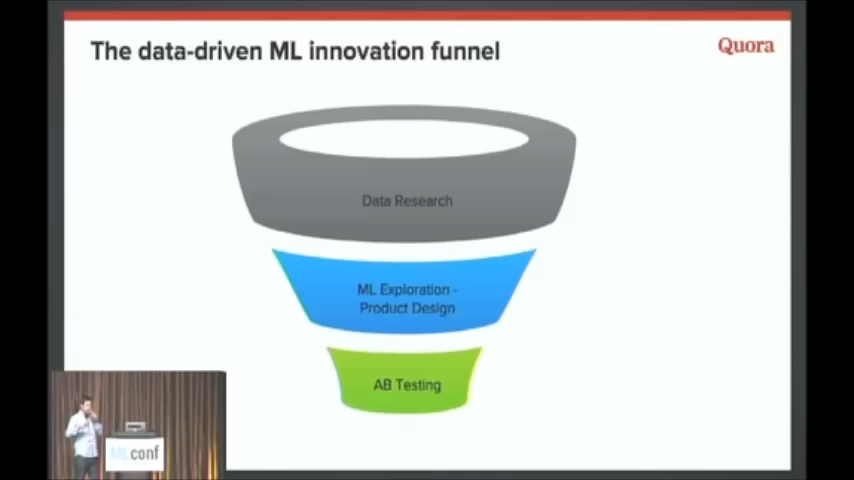 The data-driven ML innovation funnel
Quora
Data Research
ML Exploration -
Product Design
AB Testing
MLconf